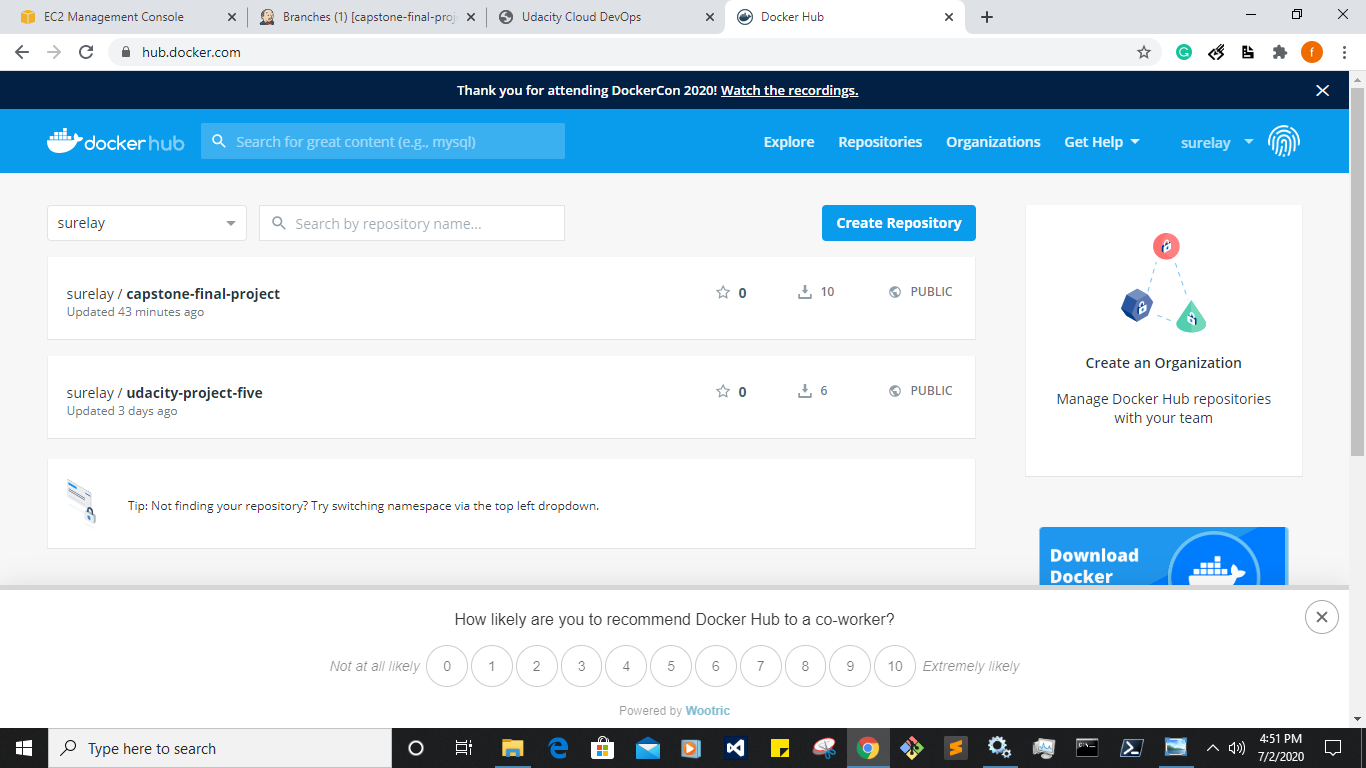 EC2 Management Console
Branches (1) [capstone-final-proj
Udacity Cloud DevOps
Docker Hub
hub.docker.com
f
Thank you for attending DockerCon 2020! Watch the recordings.
docker hub
Search for great content (e.g., mysql)
Explore
Repositories
Organizations
Get Help
surelay
surelay
Search by repository name...
Create Repository
surelay / capstone-final-project
Updated 43 minutes ago
0
10
PUBLIC
surelay / udacity-project-five
Updated 3 days ago
0
6
PUBLIC
Tip: Not finding your repository? Try switching namespace via the top left dropdown.
Create an Organization
Manage Docker Hub repositories
with your team
Download
Docker
How likely are you to recommend Docker Hub to a co-worker?
Not at all likely 0 1 2 3 4 5 6 7 8 9 10 Extremely likely
Powered by Wootric
Type here to search
4:51 PM
7/2/2020